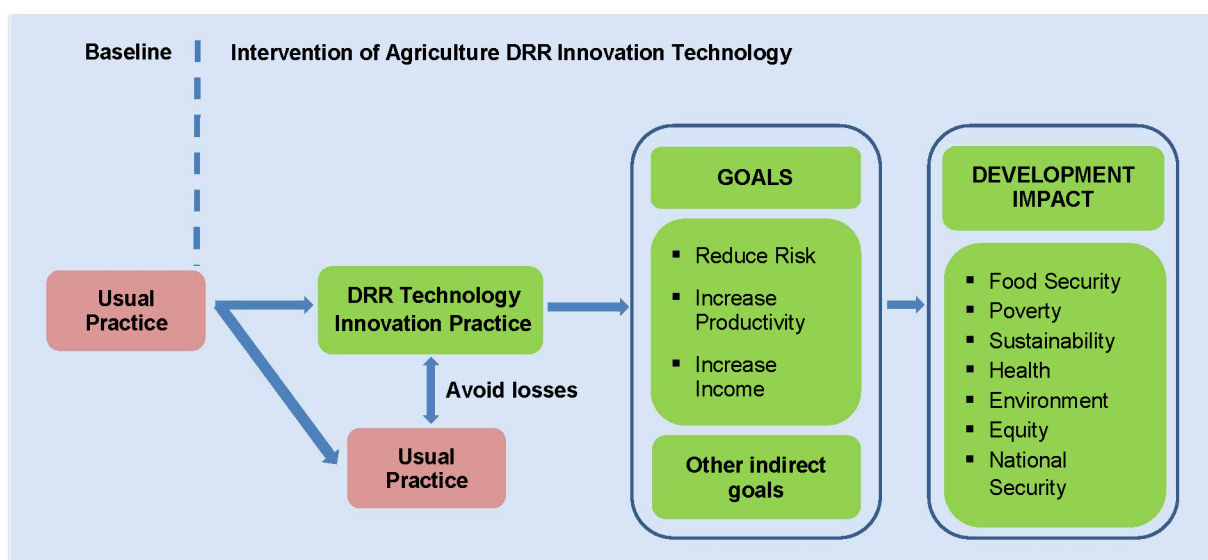 Baseline
Intervention of Agriculture DRR Innovation Technology
Usual
Practice
DRR Technology
Innovation Practice
Avoid losses
Usual
Practice
GOALS
▪ Reduce Risk
▪ Increase
Productivity
▪ Increase
Income
Other indirect
goals
DEVELOPMENT
IMPACT
▪ Food Security
▪ Poverty
▪ Sustainability
▪ Health
▪ Environment
▪ Equity
▪ National
Security